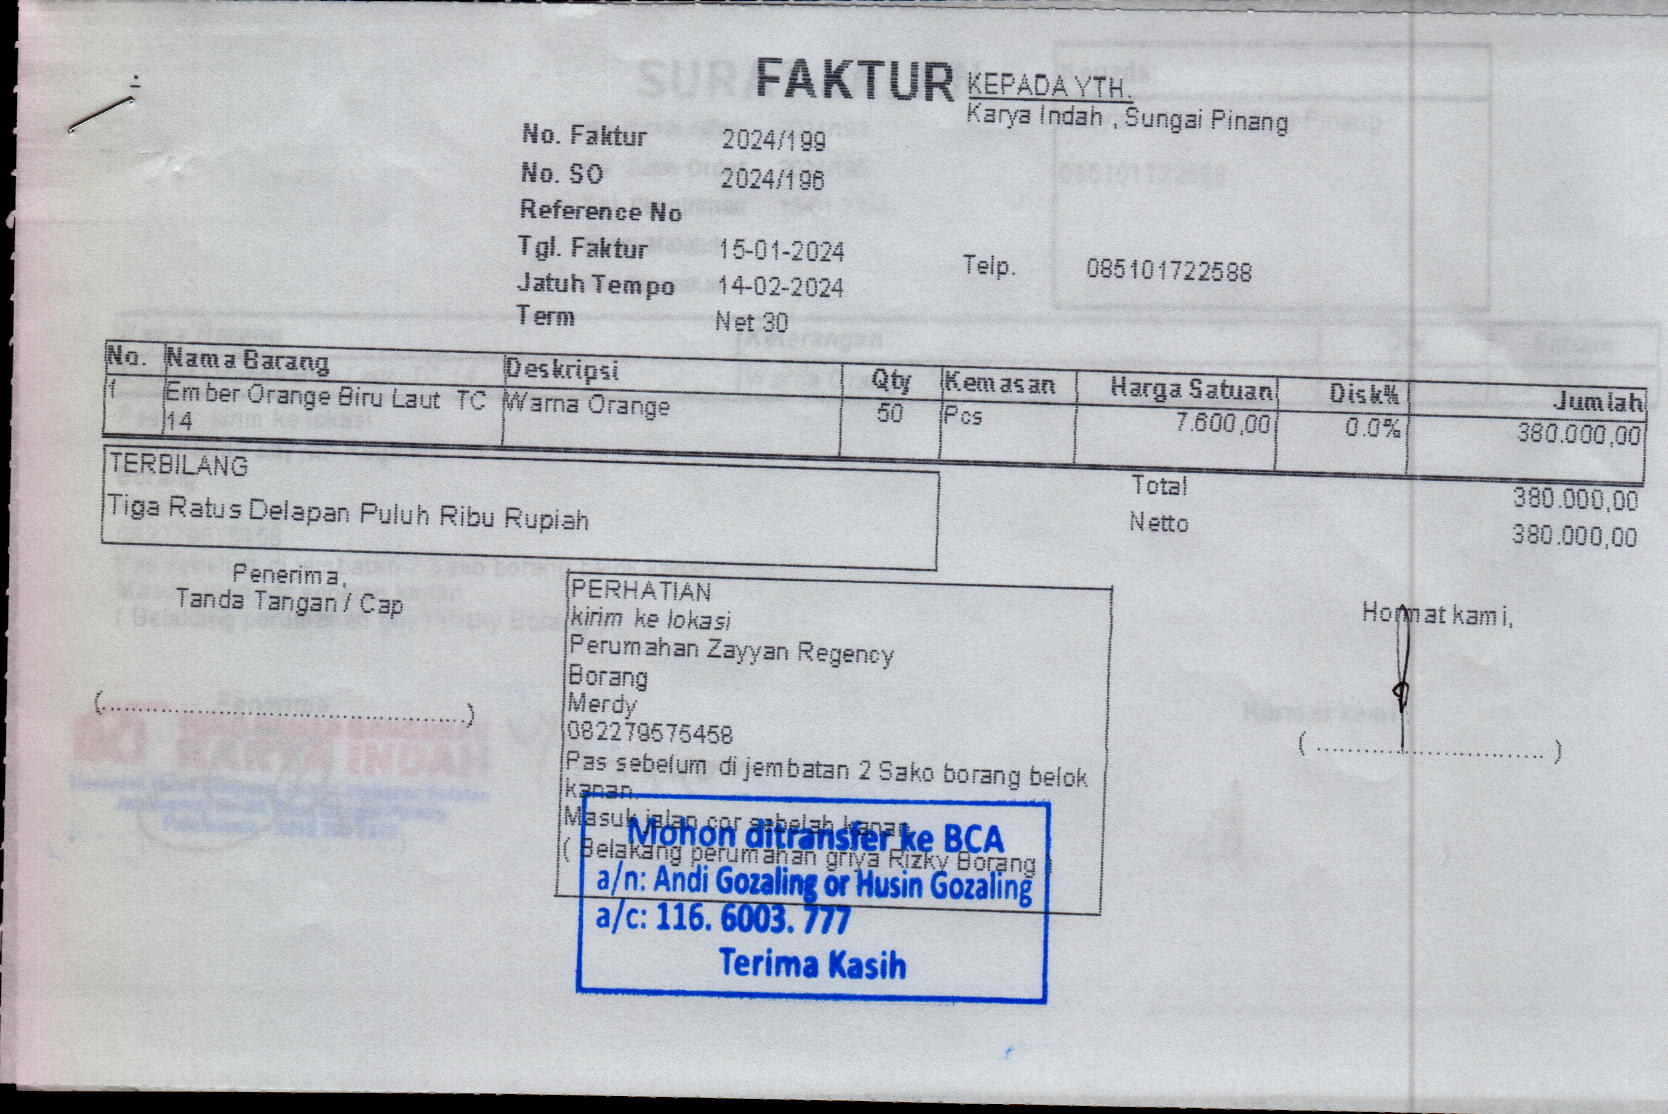 FAKTUR
KEPADA YTH.
Karya Indah , Sungai Pinang
No. Faktur 2024/199
No. SO 2024/196
Reference No
Tgl. Faktur 15-01-2024
Telp. 085101722588
Jatuh Tempo 14-02-2024
Term Net 30
No. Nama Barang Deskripsi Qty Kemasan Harga Satuan Disk% Jumlah
1 Ember Orange Biru Laut TC Warna Orange 50 Pcs 7.600,00 0.0% 380.000,00
14
TERBILANG
Tiga Ratus Delapan Puluh Ribu Rupiah
Total 380.000,00
Netto 380.000,00
Penerima,
Tanda Tangan / Cap
(..............................................)
PERHATIAN
kirim ke lokasi
Perumahan Zayyan Regency
Borang
Merdy
082279575458
Pas sebelum di jembatan 2 Sako borang belok
kanan.
Masuk jalan cor sebelah kanan
( Belakang perumahan griya Rizky Borang )
Hormat kami,
( ............................. )
Mohon ditransfer ke BCA
a/n: Andi Gozaling or Husin Gozaling
a/c: 116. 6003. 777
Terima Kasih